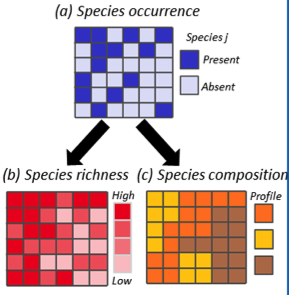 (a) Species occurrence
Species j
Present
Absent
(b) Species richness
High
Low
(c) Species composition
Profile